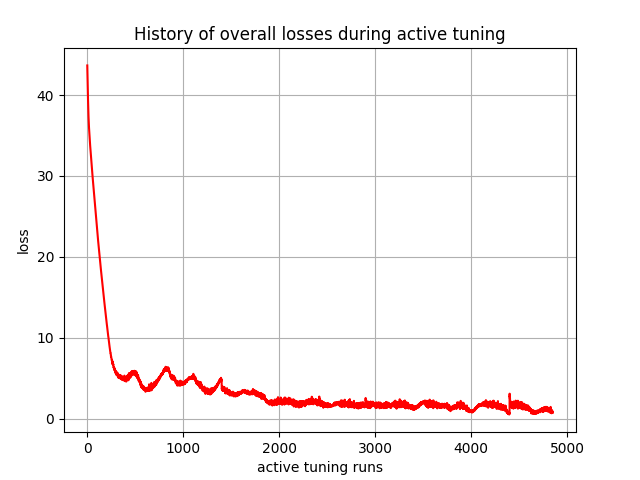 History of overall losses during active tuning
40
30
20
10
0
loss
0 1000 2000 3000 4000 5000
active tuning runs